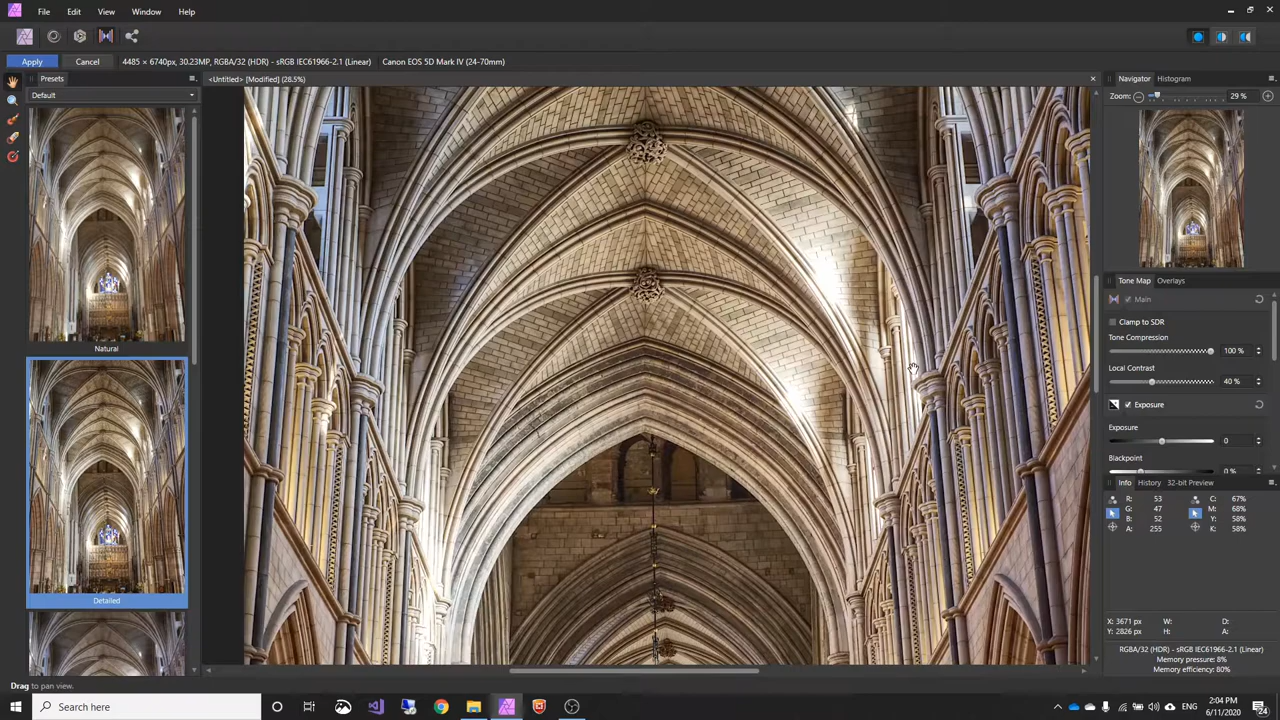 File Edit View Window Help
Apply Cancel 4485 x 6740px, 30.23MP, RGBA/32 (HDR) - sRGB IEC61966-2.1 (Linear) Canon EOS 5D Mark IV (24-70mm)
Presets
Default
Natural
Detailed
<Untitled> [Modified] (28.5%)
Navigator Histogram
Zoom: 29 %
Tone Map Overlays
Main
Clamp to SDR
Tone Compression
100 %
Local Contrast
40 %
Exposure
Exposure
0
Blackpoint
0 %
Info History 32-bit Preview
R: 53 C: 67%
G: 47 M: 68%
B: 52 Y: 58%
A: 255 K: 58%
X: 3671 px W: D:
Y: 2826 px H: A:
RGBA/32 (HDR) - sRGB IEC61966-2.1 (Linear)
Memory pressure: 8%
Memory efficiency: 80%
Drag to pan view.
Search here
ENG
2:04 PM
6/11/2020
24